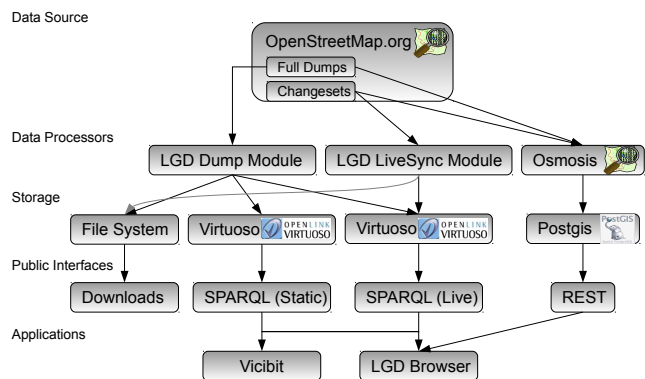 Data Source
OpenStreetMap.org
Full Dumps
Changesets
Data Processors
LGD Dump Module
LGD LiveSync Module
Osmosis
Storage
File System
Virtuoso
OPENLINK
VIRTUOSO
Virtuoso
OPENLINK
VIRTUOSO
Postgis
PostGIS
Public Interfaces
Downloads
SPARQL (Static)
SPARQL (Live)
REST
Applications
Vicibit
LGD Browser